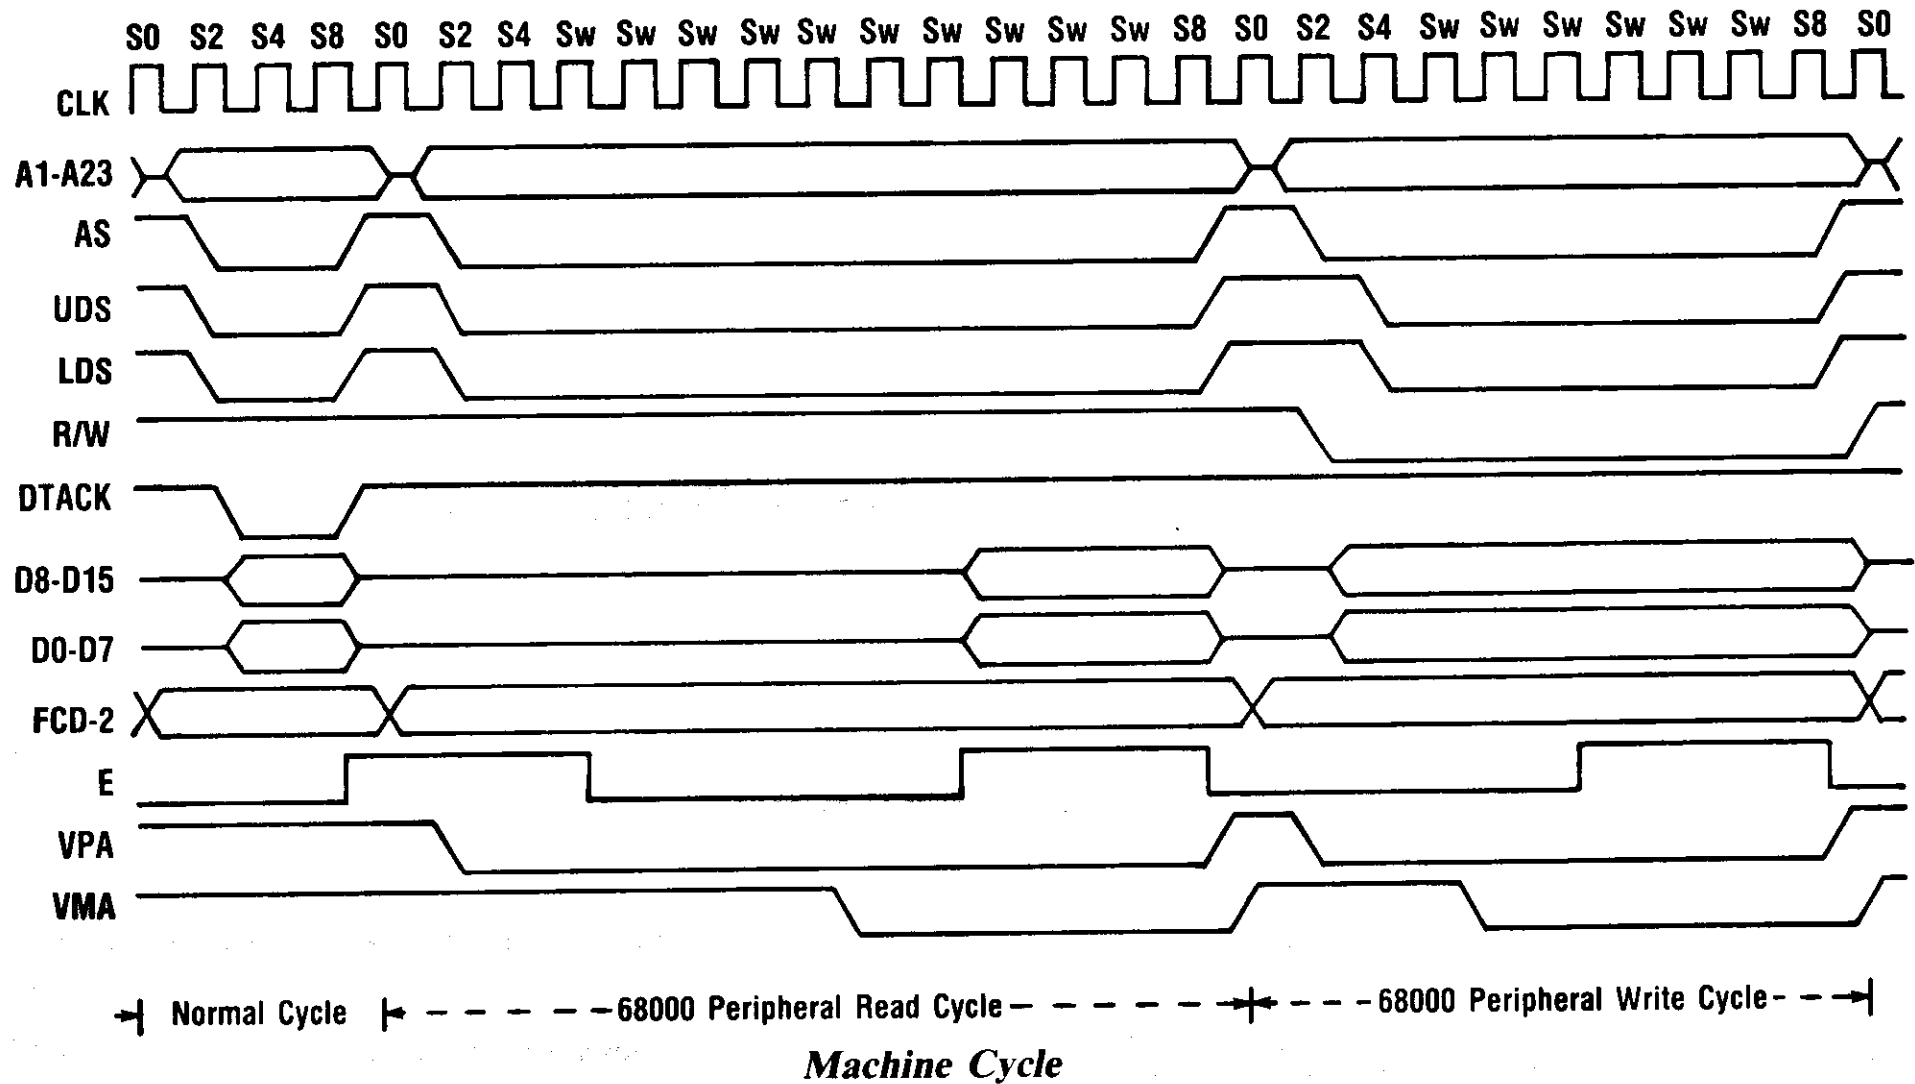 S0 S2 S4 S8 S0 S2 S4 Sw Sw Sw Sw Sw Sw Sw Sw Sw Sw S8 S0 S2 S4 Sw Sw Sw Sw Sw Sw S8 S0
CLK
A1-A23
AS
UDS
LDS
R/W
DTACK
D8-D15
D0-D7
FCD-2
E
VPA
VMA
Normal Cycle 68000 Peripheral Read Cycle 68000 Peripheral Write Cycle
Machine Cycle